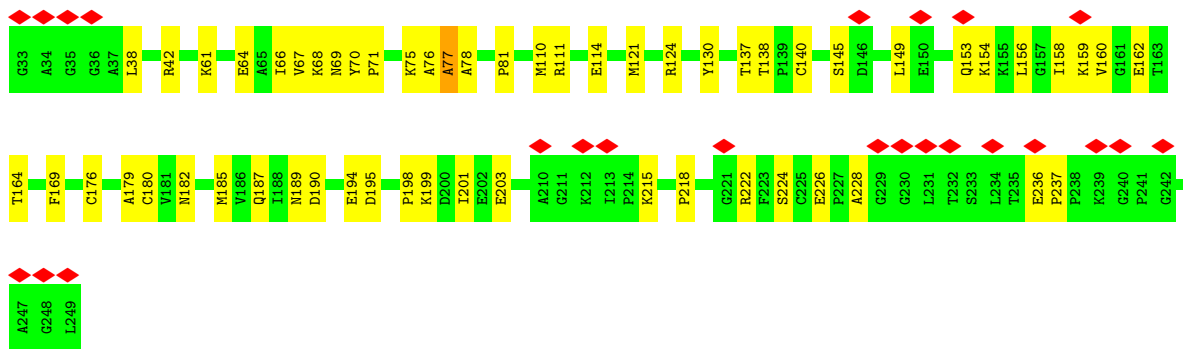 G33 A34 G35 G36 A37 L38 R42 K61 E64 A65 I66 V67 K68 N69 Y70 P71 K75 A76 A77 A78 P81 M110 R111 E114 M121 R124 Y130 T137 T138 P139 C140 S145 D146 L149 E150 Q153 K154 K155 L156 G157 I158 K159 V160 G161 E162 T163
T164 F169 C176 A179 C180 V181 N182 M185 V186 Q187 I188 N189 D190 E194 D195 P198 K199 D200 I201 E202 E203 A210 G211 K212 I213 P214 K215 P218 G221 R222 F223 S224 C225 E226 P227 A228 G229 G230 L231 T232 S233 L234 T235 E236 P237 P238 K239 G240 P241 G242
A247 G248 L249